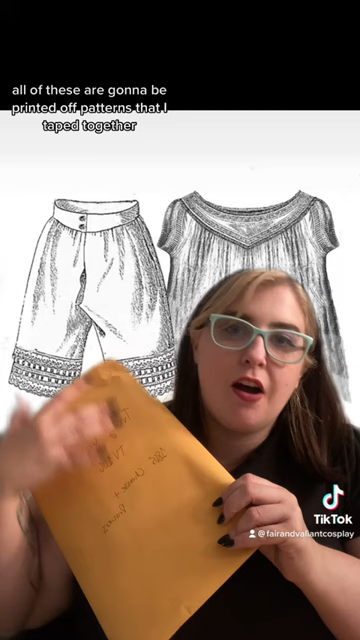 all of these are gonna be
printed off patterns that I
taped together
TikTok
@fairandvaliantcosplay